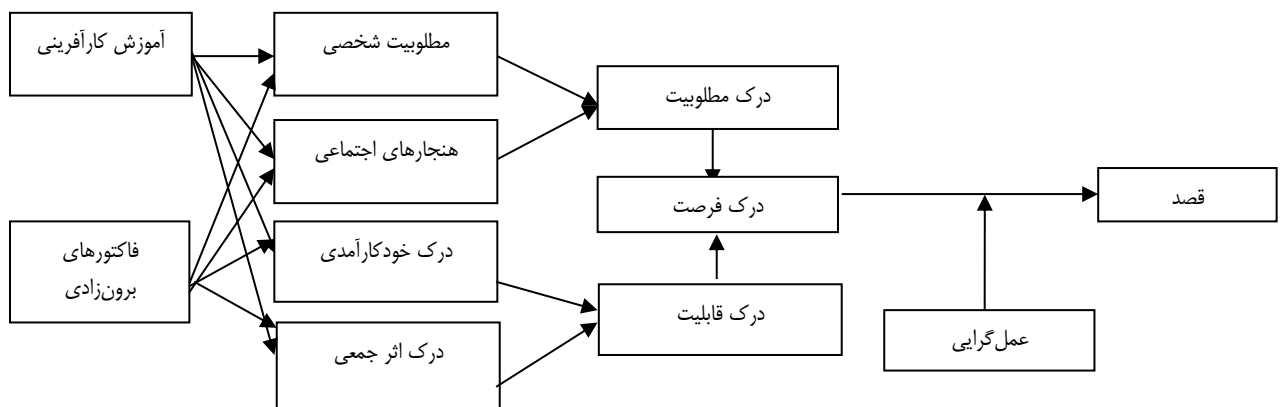 آموزش کارآفرینی
مطلوبیت شخصی
درک مطلوبیت
هنجارهای اجتماعی
درک فرصت
قصد
فاکتورهای
برون‌زادی
درک خودکارآمدی
درک قابلیت
عمل‌گرایی
درک اثر جمعی